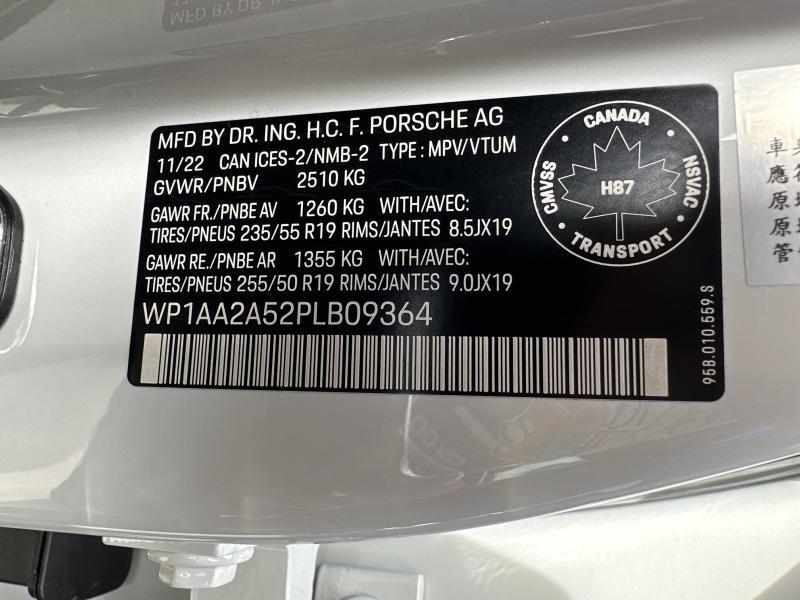 MFD BY DR. ING. H.C. F. PORSCHE AG
11/22 CAN ICES-2/NMB-2 TYPE : MPV/VTUM
GVWR/PNBV 2510 KG
GAWR FR./PNBE AV 1260 KG WITH/AVEC:
TIRES/PNEUS 235/55 R19 RIMS/JANTES 8.5JX19
GAWR RE./PNBE AR 1355 KG WITH/AVEC:
TIRES/PNEUS 255/50 R19 RIMS/JANTES 9.0JX19
WP1AA2A52PLB09364
CANADA
CMVSS
NSVAC
H87
TRANSPORT
95B.010.559.S
車
應
原
原
管